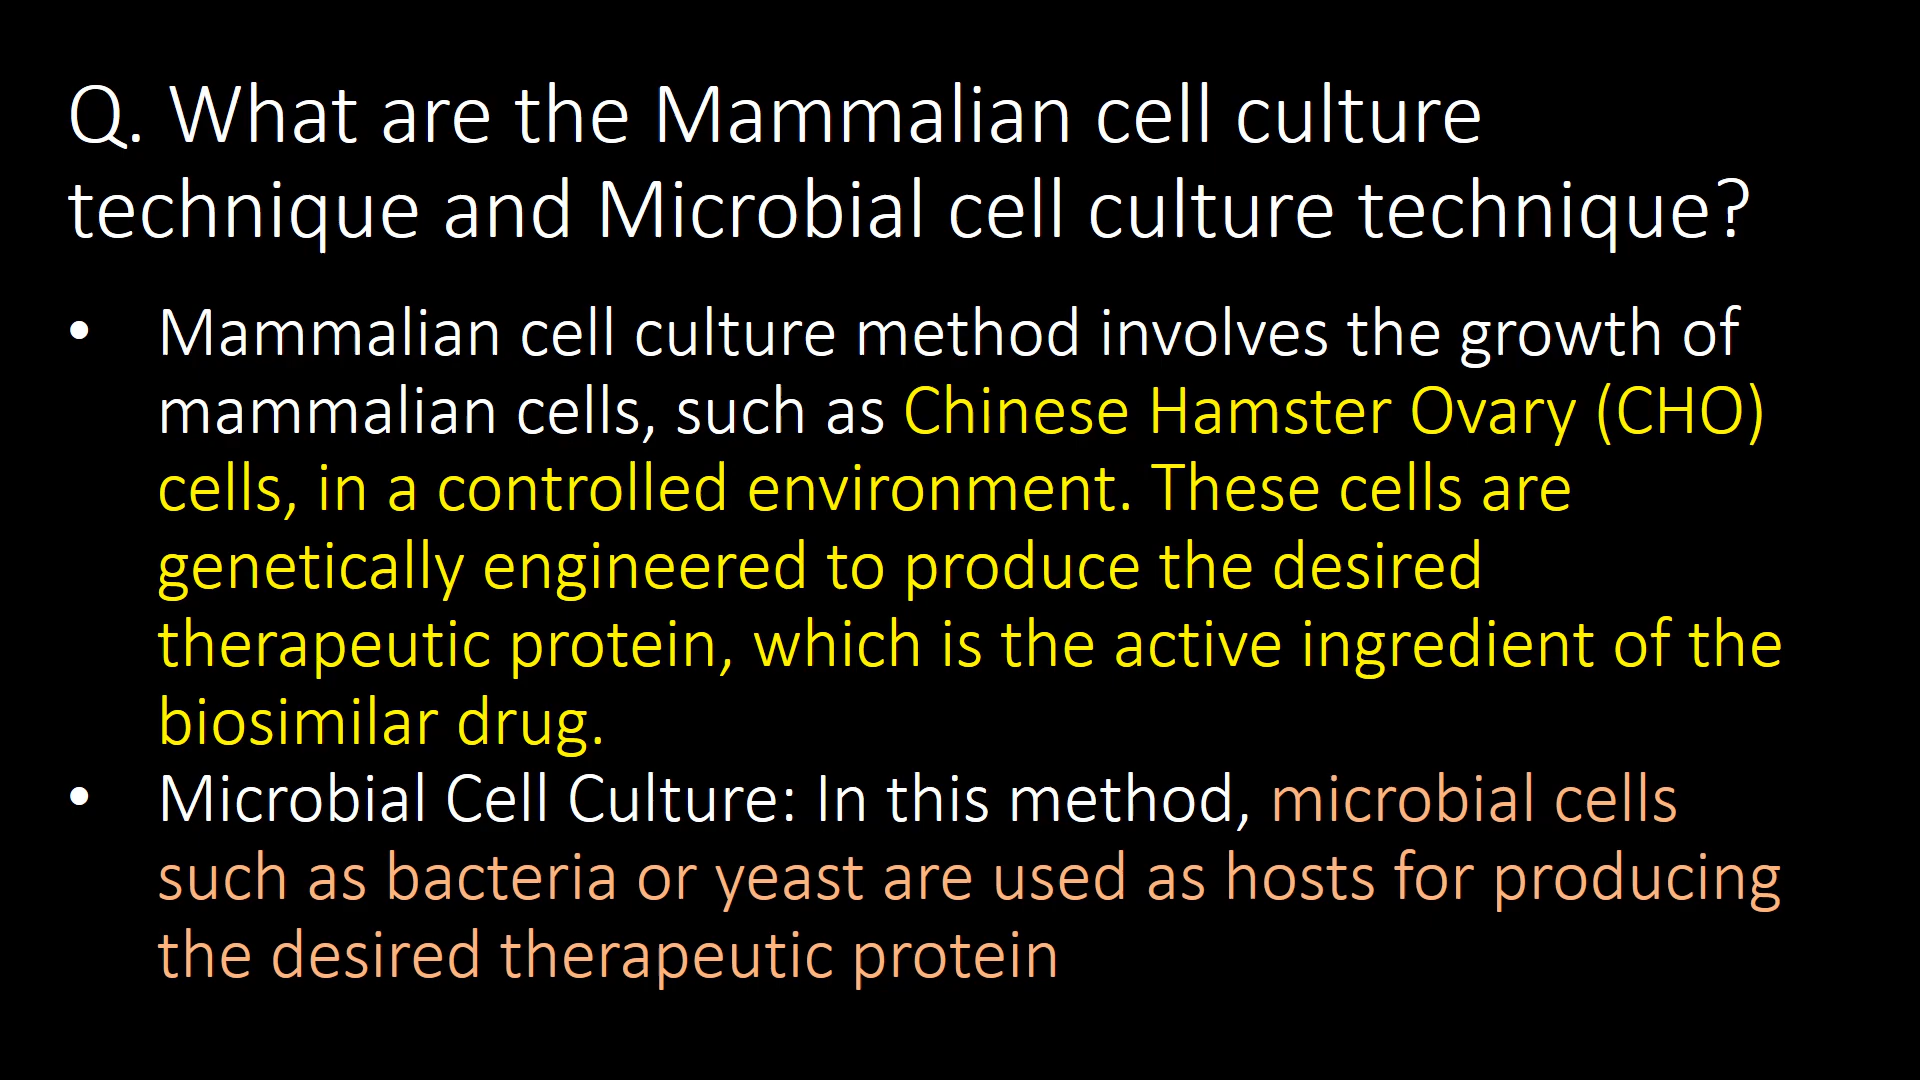 Q. What are the Mammalian cell culture
technique and Microbial cell culture technique?
• Mammalian cell culture method involves the growth of
mammalian cells, such as Chinese Hamster Ovary (CHO)
cells, in a controlled environment. These cells are
genetically engineered to produce the desired
therapeutic protein, which is the active ingredient of the
biosimilar drug.
• Microbial Cell Culture: In this method, microbial cells
such as bacteria or yeast are used as hosts for producing
the desired therapeutic protein